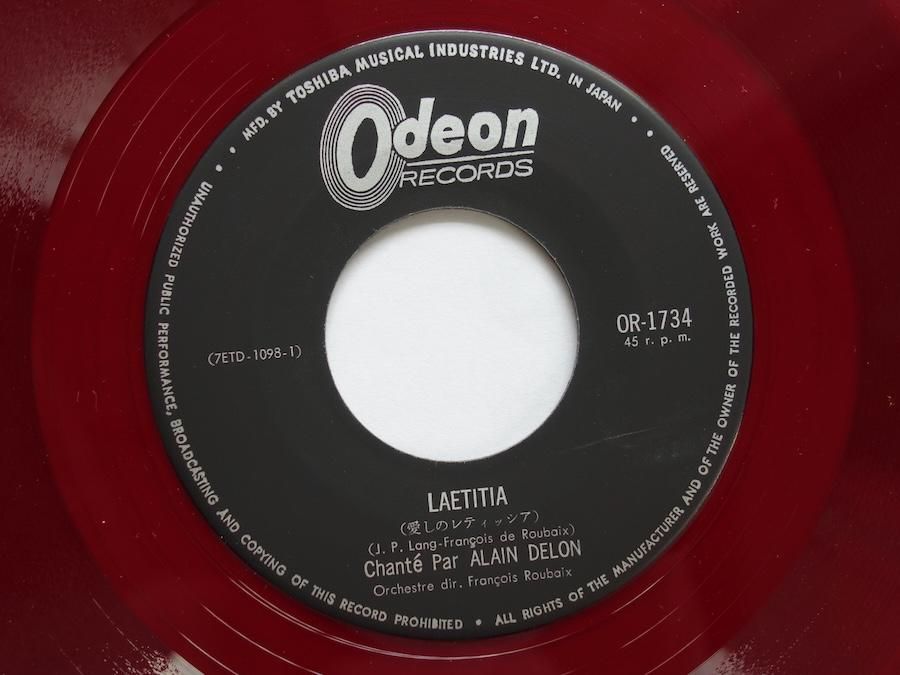 MFD. BY TOSHIBA MUSICAL INDUSTRIES LTD. IN JAPAN
Odeon
RECORDS
OR-1734
45 r. p. m.
(7ETD-1098-1)
LAETITIA
(愛しのレティッシア)
(J. P. Lang-François de Roubaix)
Chanté Par ALAIN DELON
Orchestre dir. François Roubaix
UNAUTHORIZED PUBLIC PERFORMANCE, BROADCASTING AND COPYING OF THIS RECORD PROHIBITED • ALL RIGHTS OF THE MANUFACTURER AND OF THE OWNER OF THE RECORDED WORK ARE RESERVED